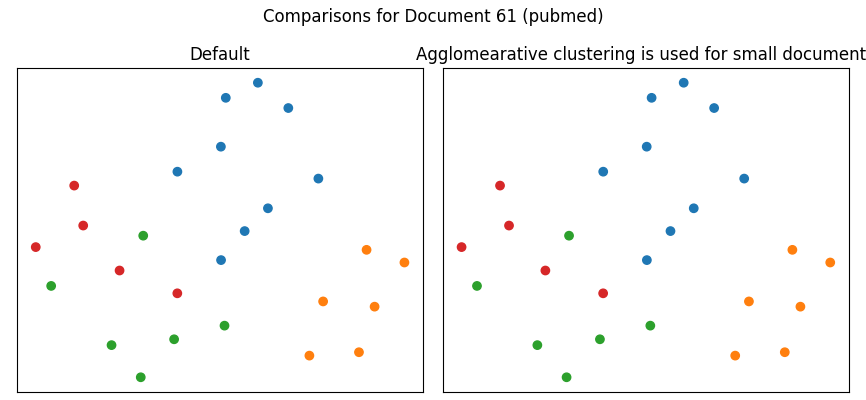 Comparisons for Document 61 (pubmed)
Default
Agglomearative clustering is used for small document